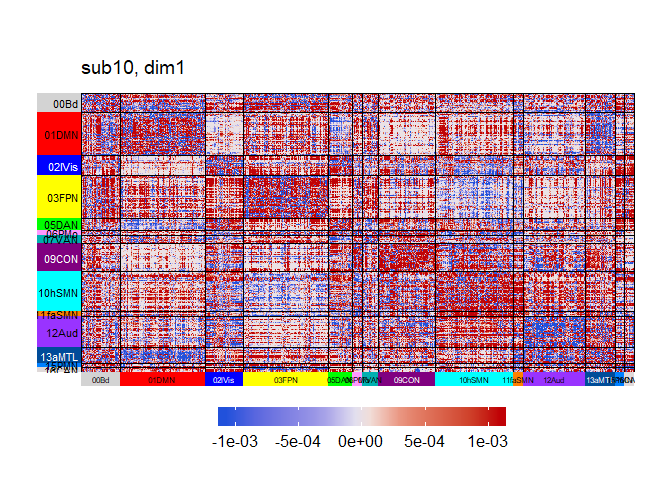 sub10, dim1
00Bd
01DMN
02lVis
03FPN
05DAN
09CON
10hSMN
11faSMN
12Aud
13aMTL
00Bd 01DMN 02lVis 03FPN 05DAN 09CON 10hSMN 11faSMN 12Aud 13aMTL
-1e-03 -5e-04 0e+00 5e-04 1e-03